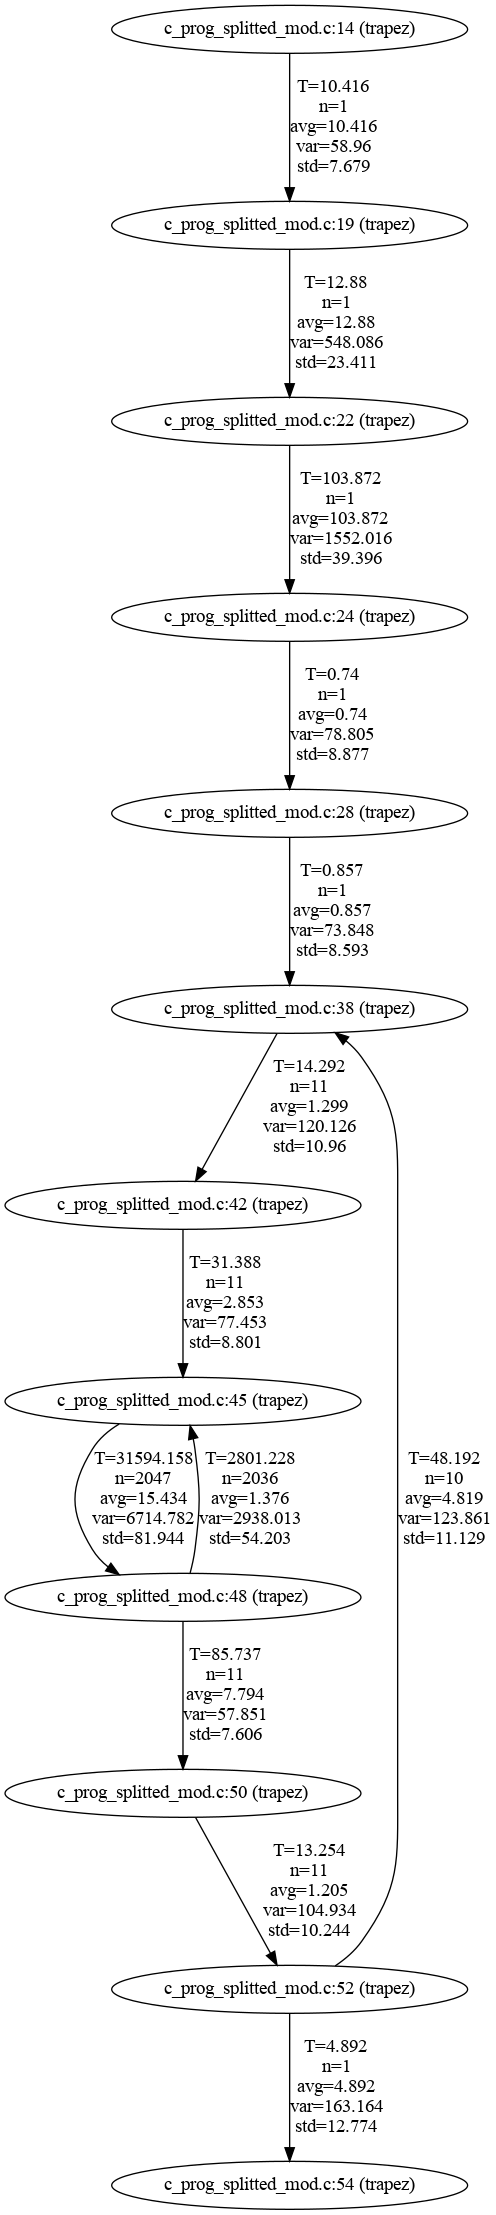 c_prog_splitted_mod.c:14 (trapez)
T=10.416
n=1
avg=10.416
var=58.96
std=7.679
c_prog_splitted_mod.c:19 (trapez)
T=12.88
n=1
avg=12.88
var=548.086
std=23.411
c_prog_splitted_mod.c:22 (trapez)
T=103.872
n=1
avg=103.872
var=1552.016
std=39.396
c_prog_splitted_mod.c:24 (trapez)
T=0.74
n=1
avg=0.74
var=78.805
std=8.877
c_prog_splitted_mod.c:28 (trapez)
T=0.857
n=1
avg=0.857
var=73.848
std=8.593
c_prog_splitted_mod.c:38 (trapez)
T=14.292
n=11
avg=1.299
var=120.126
std=10.96
c_prog_splitted_mod.c:42 (trapez)
T=31.388
n=11
avg=2.853
var=77.453
std=8.801
c_prog_splitted_mod.c:45 (trapez)
T=31594.158
n=2047
avg=15.434
var=6714.782
std=81.944
T=2801.228
n=2036
avg=1.376
var=2938.013
std=54.203
T=48.192
n=10
avg=4.819
var=123.861
std=11.129
c_prog_splitted_mod.c:48 (trapez)
T=85.737
n=11
avg=7.794
var=57.851
std=7.606
c_prog_splitted_mod.c:50 (trapez)
T=13.254
n=11
avg=1.205
var=104.934
std=10.244
c_prog_splitted_mod.c:52 (trapez)
T=4.892
n=1
avg=4.892
var=163.164
std=12.774
c_prog_splitted_mod.c:54 (trapez)